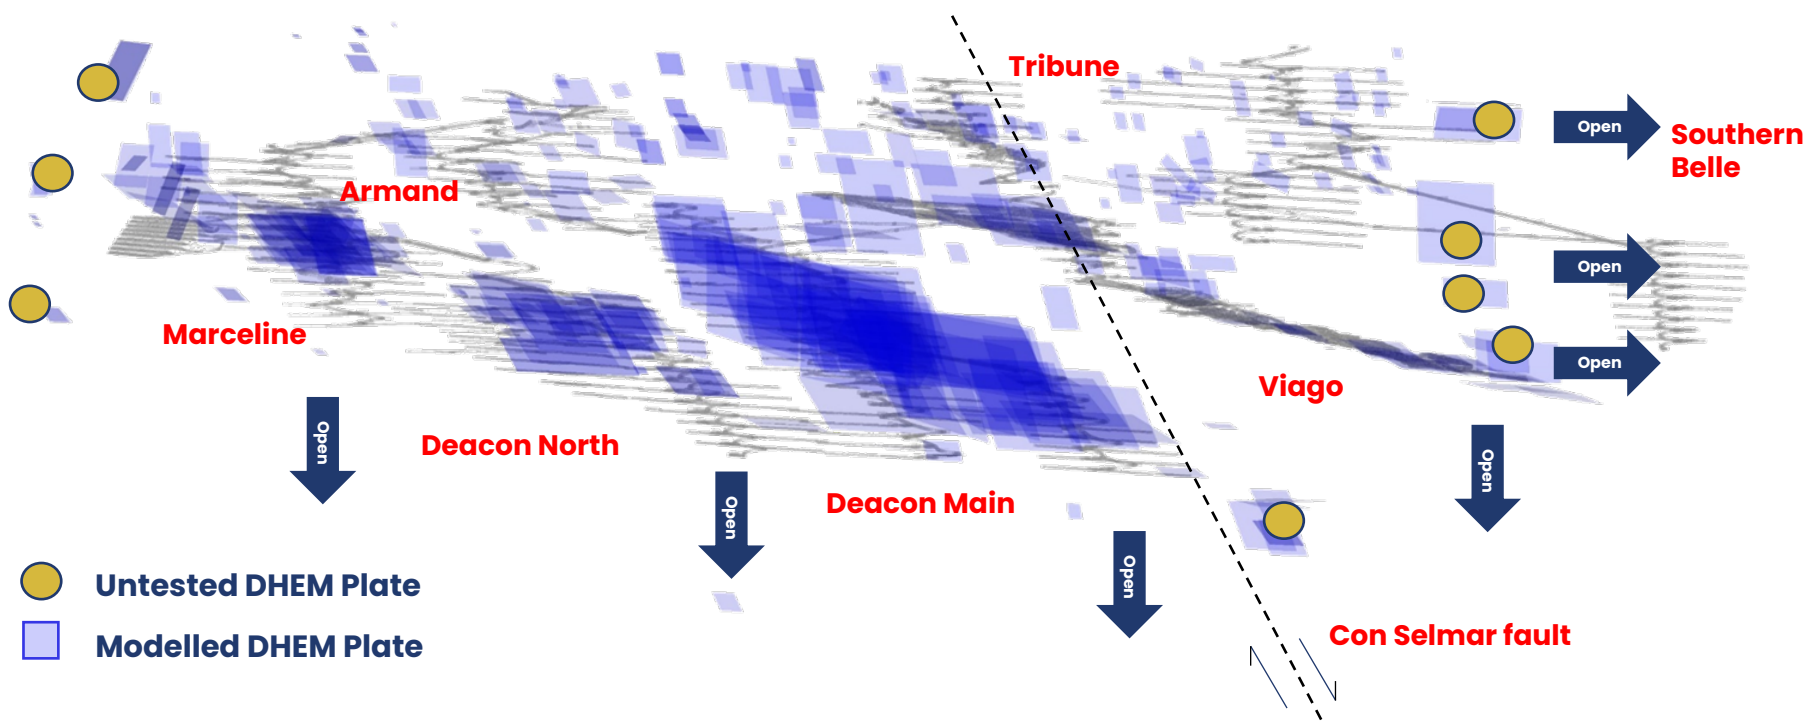 Tribune
Open
Southern
Belle
Armand
Open
Marceline
Open
Viago
Open
Deacon North
Open
Deacon Main
Open
Open
Untested DHEM Plate
Con Selmar fault
Modelled DHEM Plate